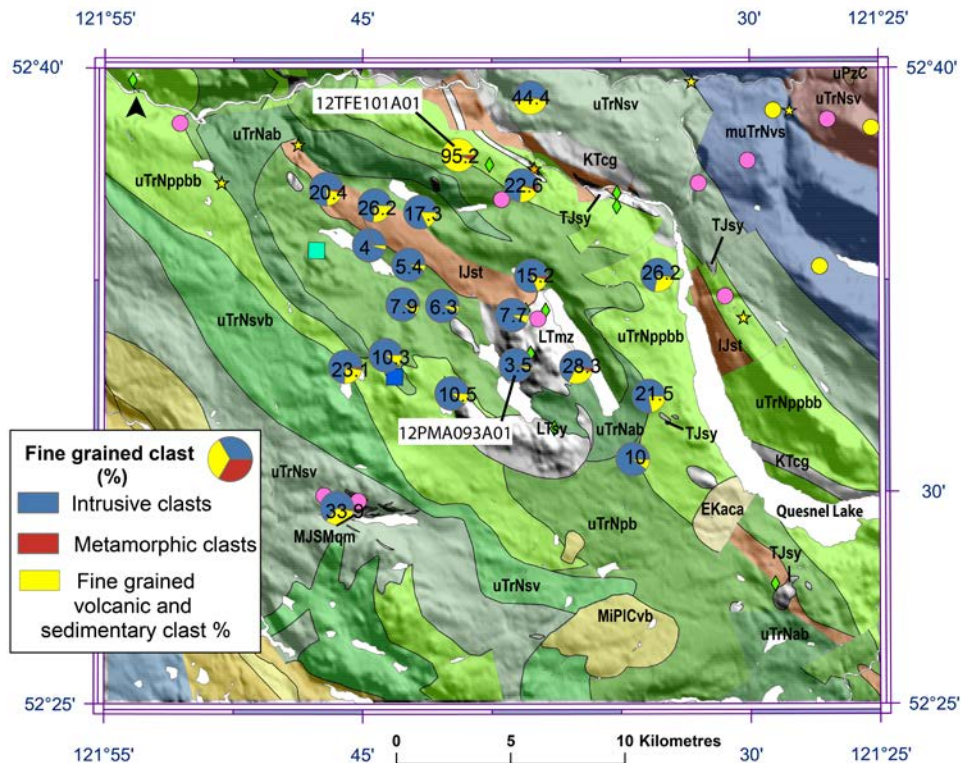 121°55'
45'
30'
121°25'
52°40'
52°40'
uPzC
uTrNsv
uTrNsv
44.4
12TFE101A01
muTrNvs
uTrNab
95.2
KTcg
uTrNppbb
20.4
26.2
17.3
22.6
TJsy
TJsy
4
5.4
lJst
15.2
26.2
7.9
6.3
7.7
LTmz
uTrNsvb
uTrNppbb
lJst
23.1
10.3
3.5
28.3
uTrNppbb
10.5
21.5
12PMA093A01
LTsy
uTrNab
TJsy
10
KTcg
Fine grained clast
(%)
uTrNsv
30'
Intrusive clasts
33.9
EKaca
Quesnel Lake
MJSMqm
uTrNpb
Metamorphic clasts
TJsy
Fine grained
volcanic and
sedimentary clast %
uTrNsv
MiPlCvb
uTrNab
52°25'
52°25'
121°55'
45'
0
5
10 Kilometres
30'
121°25'